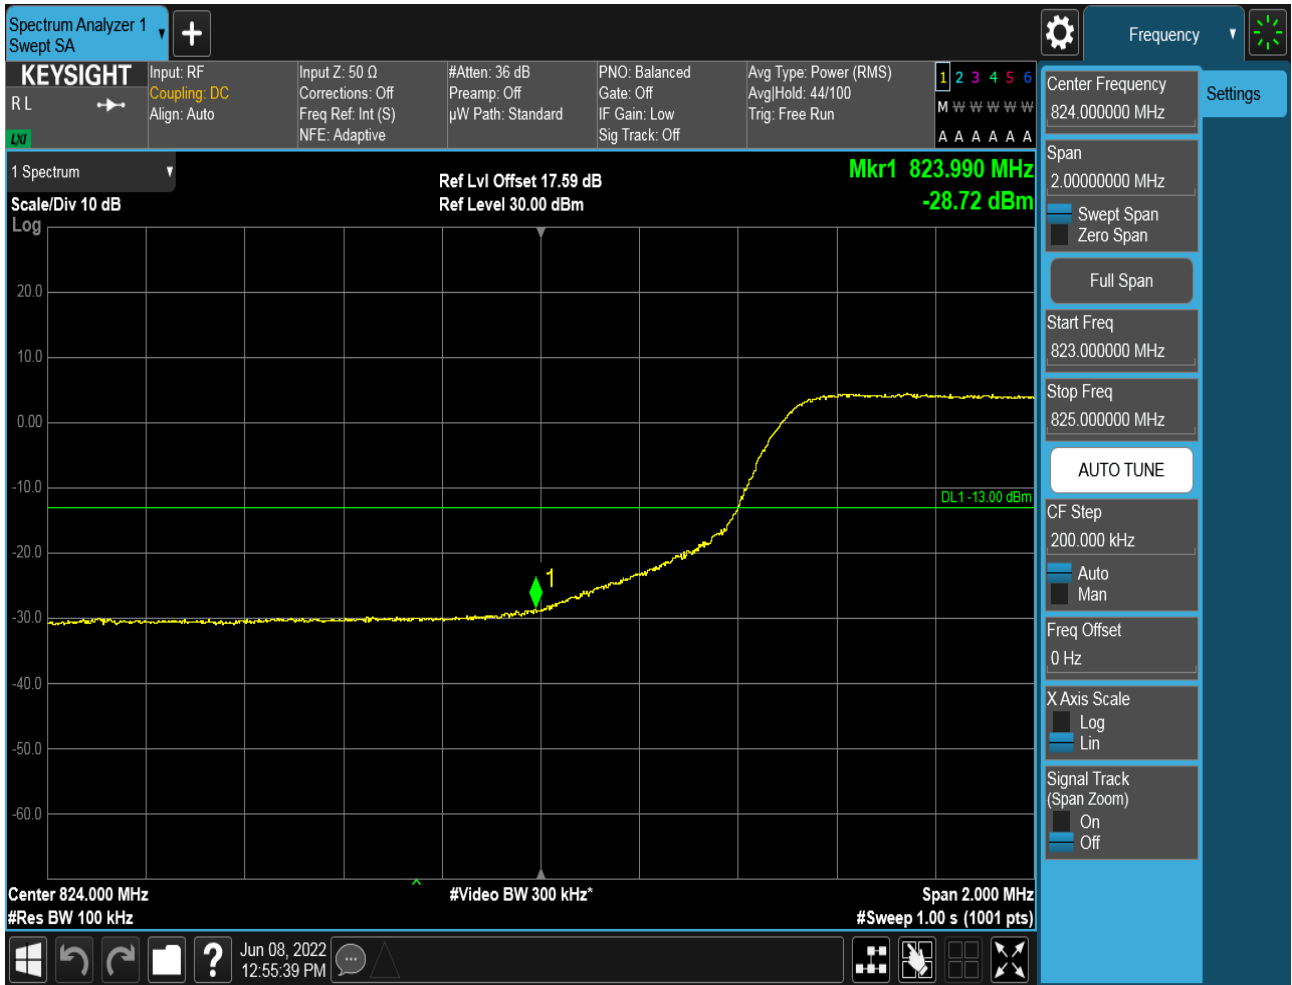 Spectrum Analyzer 1
Swept SA
Frequency
KEYSIGHT
R L
LXI
Input: RF
Coupling: DC
Align: Auto
Input Z: 50 Ω
Corrections: Off
Freq Ref: Int (S)
NFE: Adaptive
#Atten: 36 dB
Preamp: Off
µW Path: Standard
PNO: Balanced
Gate: Off
IF Gain: Low
Sig Track: Off
Avg Type: Power (RMS)
Avg|Hold: 44/100
Trig: Free Run
1 2 3 4 5 6
M W W W W W
A A A A A A
1 Spectrum
Scale/Div 10 dB
Log
Ref Lvl Offset 17.59 dB
Ref Level 30.00 dBm
Mkr1 823.990 MHz
-28.72 dBm
20.0
10.0
0.00
-10.0
-20.0
-30.0
-40.0
-50.0
-60.0
DL1 -13.00 dBm
1
Center 824.000 MHz
#Res BW 100 kHz
#Video BW 300 kHz*
Span 2.000 MHz
#Sweep 1.00 s (1001 pts)
Jun 08, 2022
12:55:39 PM
Center Frequency
824.000000 MHz
Settings
Span
2.00000000 MHz
Swept Span
Zero Span
Full Span
Start Freq
823.000000 MHz
Stop Freq
825.000000 MHz
AUTO TUNE
CF Step
200.000 kHz
Auto
Man
Freq Offset
0 Hz
X Axis Scale
Log
Lin
Signal Track
(Span Zoom)
On
Off